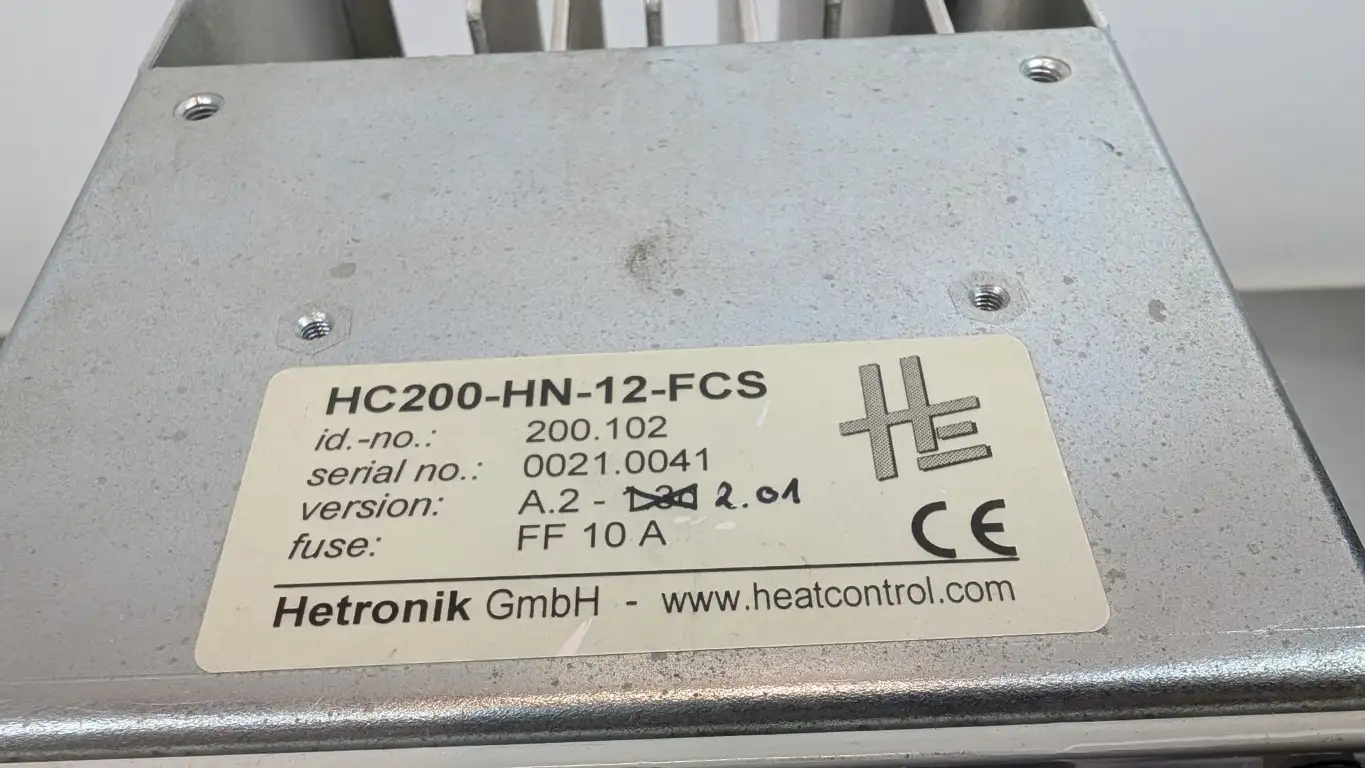 HC200-HN-12-FCS
id.-no.: 200.102
serial no.: 0021.0041
version: A.2 - 2.01
fuse: FF 10 A
HE
CE
Hetronik GmbH - www.heatcontrol.com